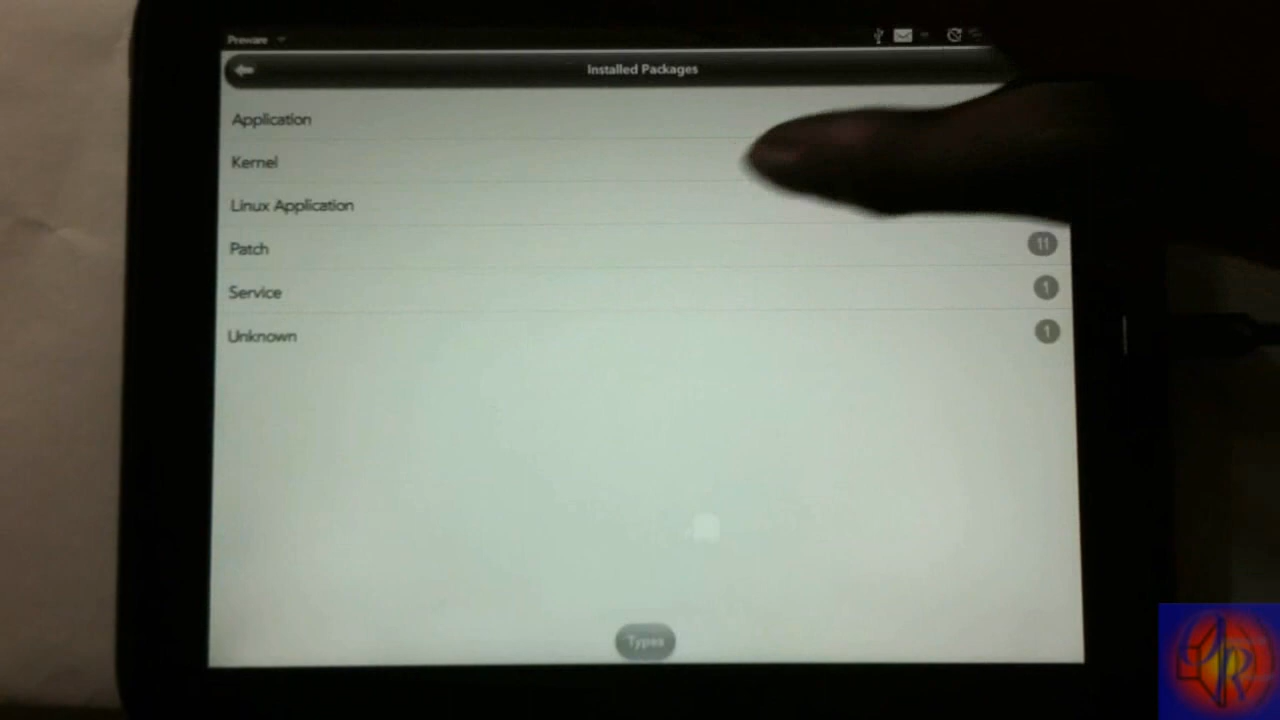 Preware
Installed Packages
Application
Kernel
Linux Application
Patch
11
Service
1
Unknown
1
Types